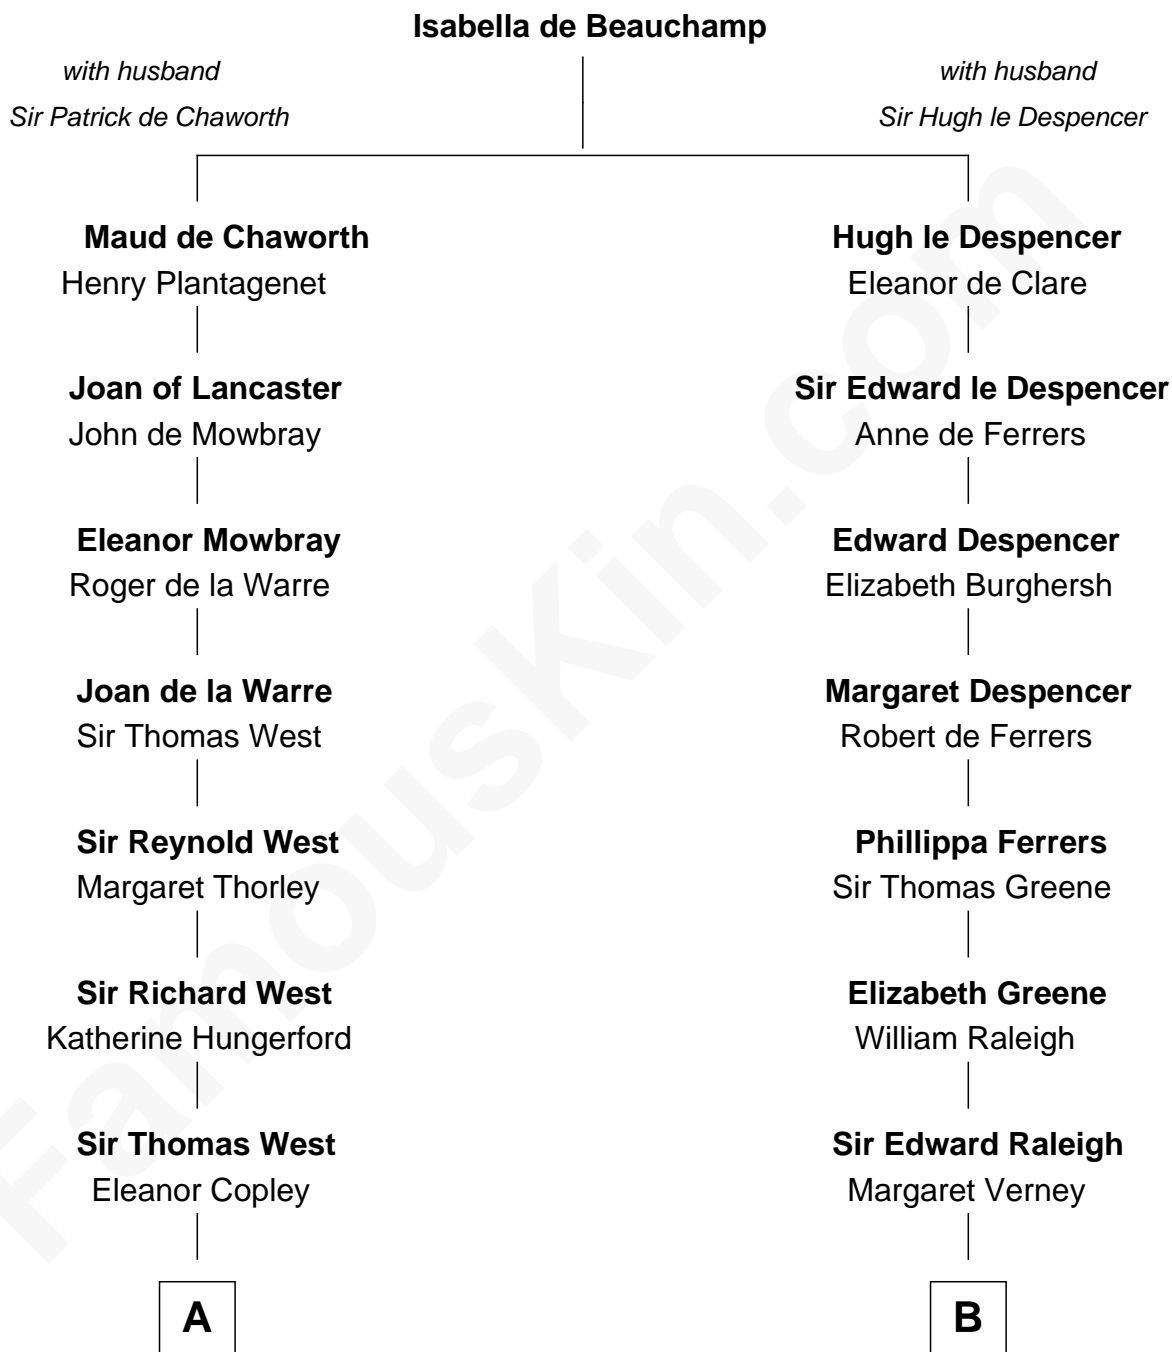 Isabella de Beauchamp
with husband
Sir Patrick de Chaworth
with husband
Sir Hugh le Despencer
Maud de Chaworth
Henry Plantagenet
Hugh le Despencer
Eleanor de Clare
Joan of Lancaster
John de Mowbray
Sir Edward le Despencer
Anne de Ferrers
Eleanor Mowbray
Roger de la Warre
Edward Despencer
Elizabeth Burghersh
Joan de la Warre
Sir Thomas West
Margaret Despencer
Robert de Ferrers
Sir Reynold West
Margaret Thorley
Phillippa Ferrers
Sir Thomas Greene
Sir Richard West
Katherine Hungerford
Elizabeth Greene
William Raleigh
Sir Thomas West
Eleanor Copley
Sir Edward Raleigh
Margaret Verney
A
B
FamousKin.com